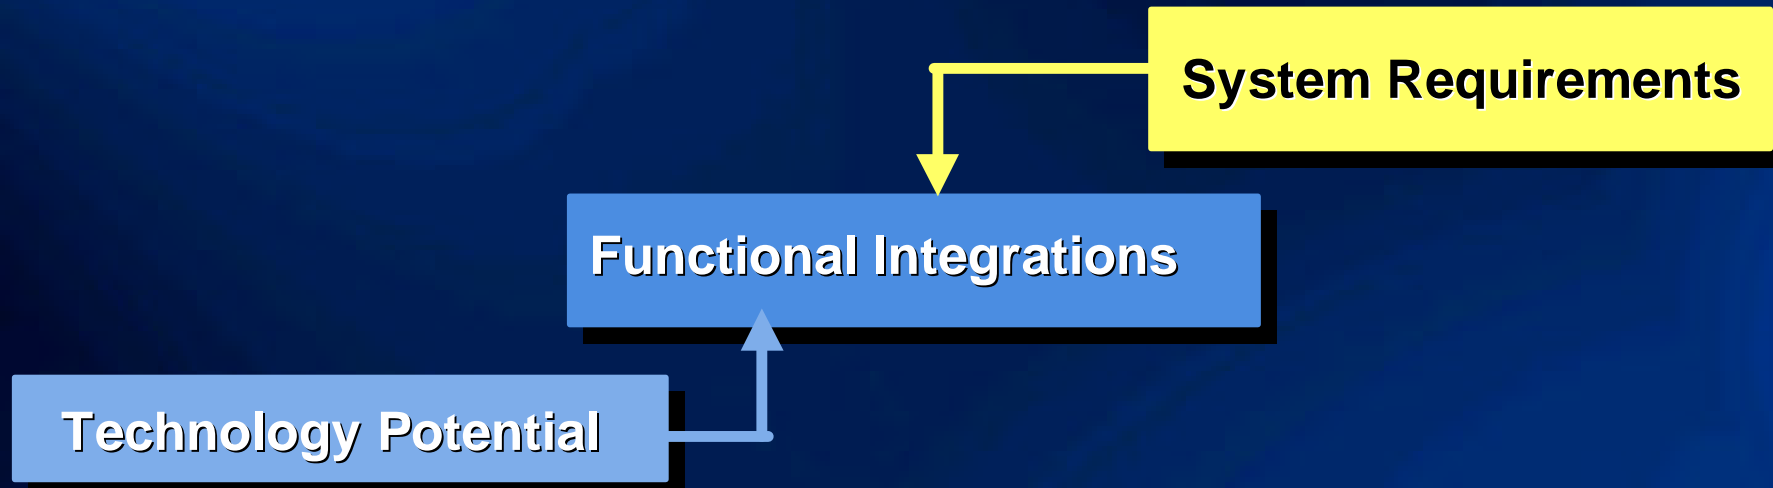 System Requirements
Functional Integrations
Technology Potential